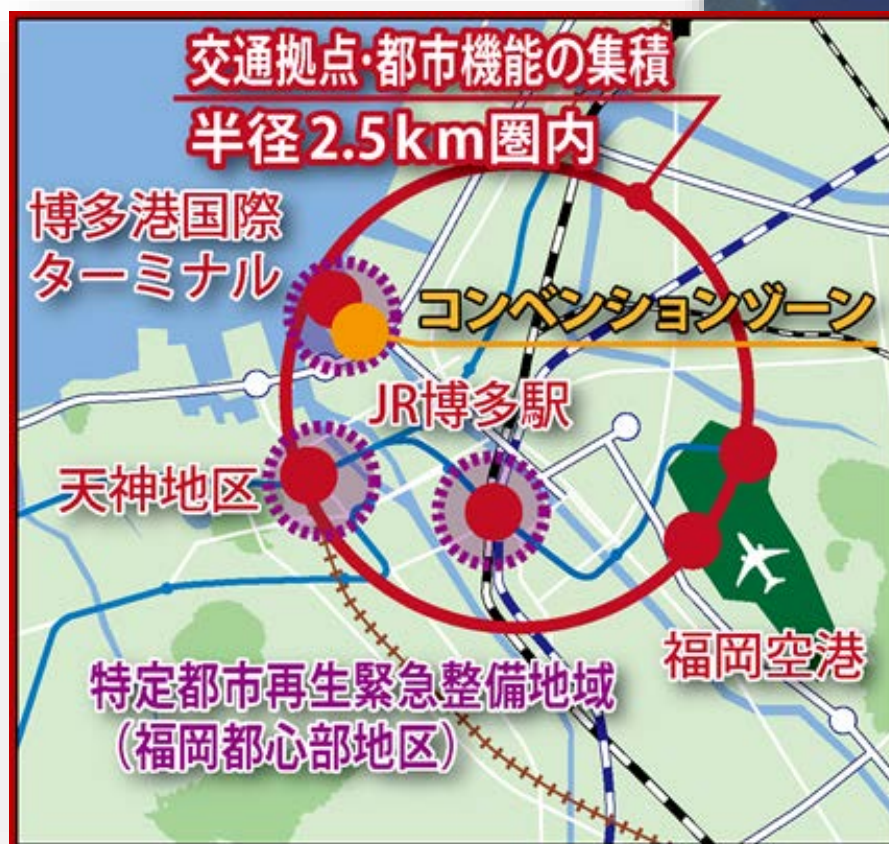 交通拠点・都市機能の集積
半径2.5km圏内
博多港国際
ターミナル
コンベンションゾーン
JR博多駅
天神地区
福岡空港
特定都市再生緊急整備地域
（福岡都心部地区）